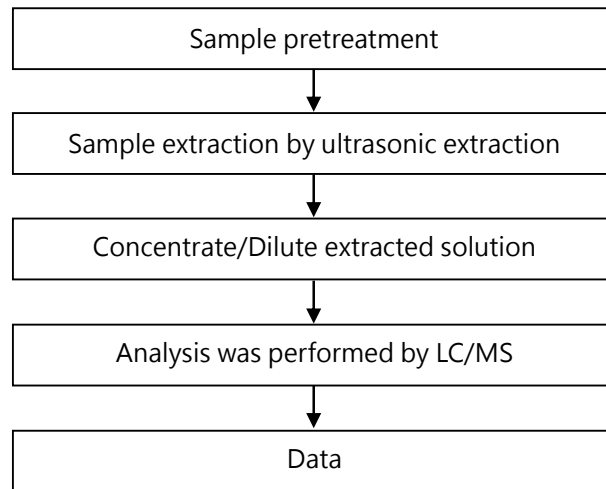 Sample pretreatment
Sample extraction by ultrasonic extraction
Concentrate/Dilute extracted solution
Analysis was performed by LC/MS
Data